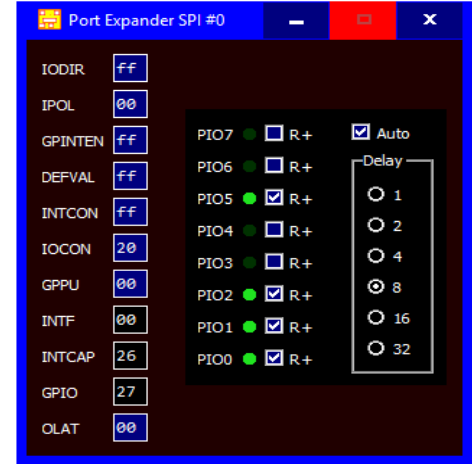 Port Expander SPI #0
IODIR ff
IPOL 00
GPINTEN ff
DEFVAL ff
INTCON ff
IOCON 20
GPPU 00
INTF 00
INTCAP 26
GPIO 27
OLAT 00
PIO7 R+
PIO6 R+
PIO5 R+
PIO4 R+
PIO3 R+
PIO2 R+
PIO1 R+
PIO0 R+
Auto
Delay
1
2
4
8
16
32